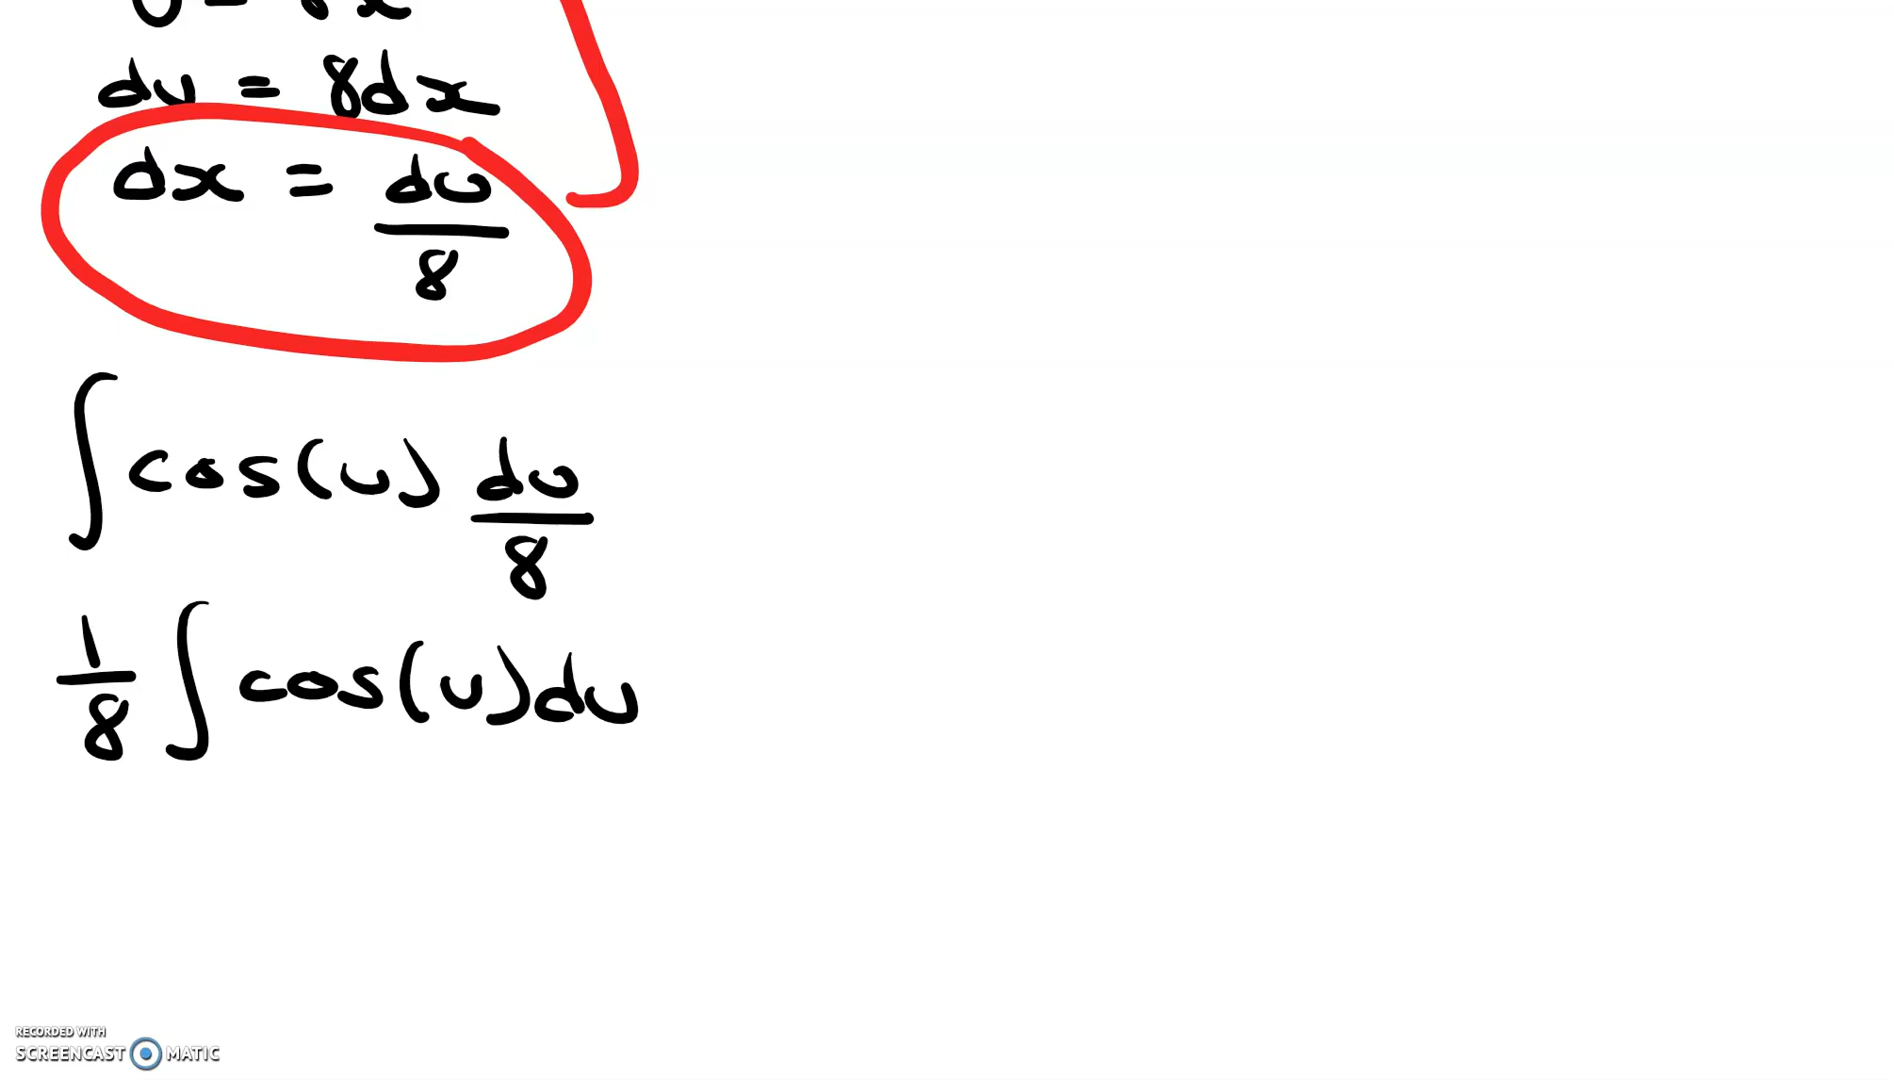 du = 8dx
dx = du/8
∫cos(u) du/8
1/8 ∫cos(u)du
RECORDED WITH
SCREENCAST MATIC